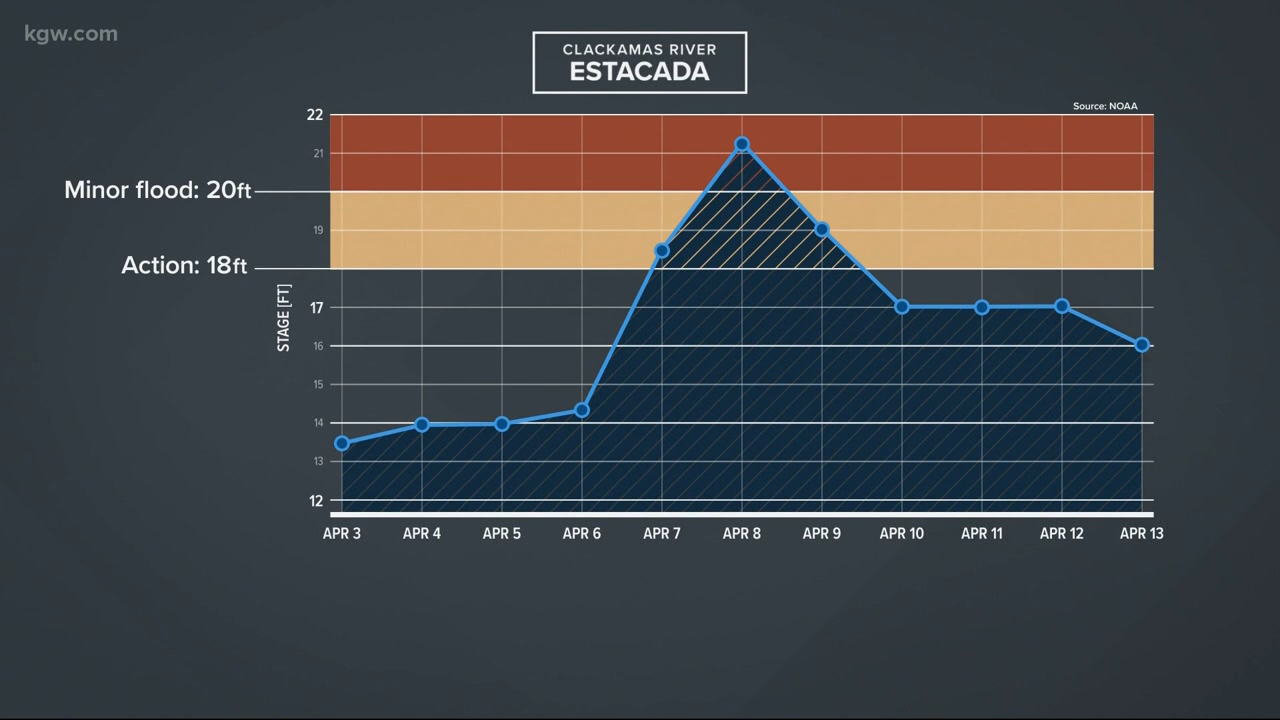 kgw.com
CLACKAMAS RIVER
ESTACADA
Source: NOAA
22
21
Minor flood: 20ft
19
Action: 18ft
STAGE [FT]
17
16
15
14
13
12
APR 3 APR 4 APR 5 APR 6 APR 7 APR 8 APR 9 APR 10 APR 11 APR 12 APR 13